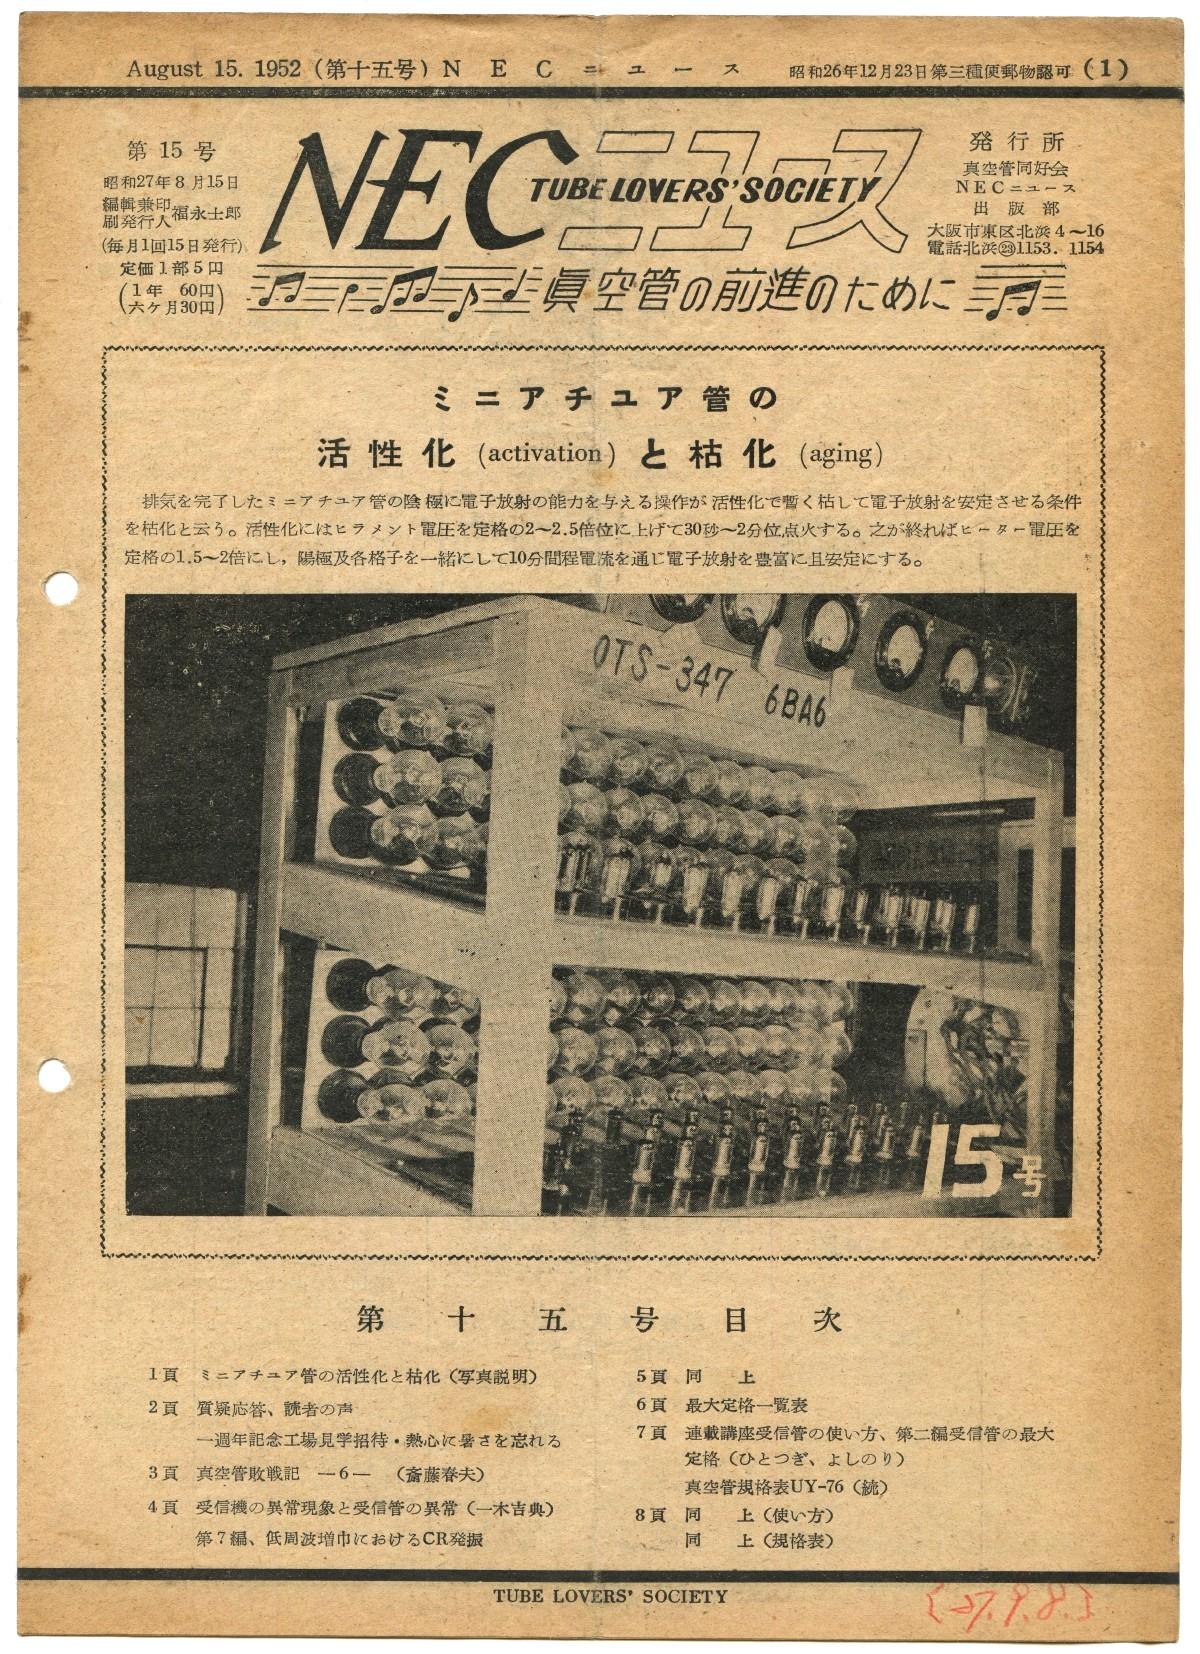 August 15. 1952 (第十五号) NECニュース 昭和26年12月23日第三種便郵物認可 (1)
第 15 号
昭和27年8月15日
編輯兼印刷発行人 福永士郎
(毎月1回15日発行)
定価1部5円
(1年 60円
六ケ月30円)
NECニュース
TUBE LOVERS' SOCIETY
眞空管の前進のために
発行所
真空管同好会
NECニュース
出版部
大阪市東区北浜4～16
電話北浜㉓1153. 1154
ミニアチュア管の
活性化 (activation) と枯化 (aging)
排気を完了したミニアチュア管の陰極に電子放射の能力を与える操作が活性化で暫く枯して電子放射を安定させる条件
を枯化と云う。活性化にはヒラメント電圧を定格の2～2.5倍位に上げて30秒～2分位点火する。之が終ればヒーター電圧を
定格の1.5～2倍にし，陽極及各格子を一緒にして10分間程電流を通じ電子放射を豊富に且安定にする。
OTS-347 6BA6
15号
第十五号目次
1頁 ミニアチュア管の活性化と枯化（写真説明）
2頁 質疑応答、読者の声
一週年記念工場見学招待・熱心に暑さを忘れる
3頁 真空管敗戦記 —6— （斎藤春夫）
4頁 受信機の異常現象と受信管の異常（一木吉典）
第7編、低周波増巾におけるCR発振
5頁 同 上
6頁 最大定格一覧表
7頁 連載講座受信管の使い方、第二編受信管の最大
定格（ひとつぎ、よしのり）
真空管規格表UY-76（続）
8頁 同 上（使い方）
同 上（規格表）
TUBE LOVERS' SOCIETY